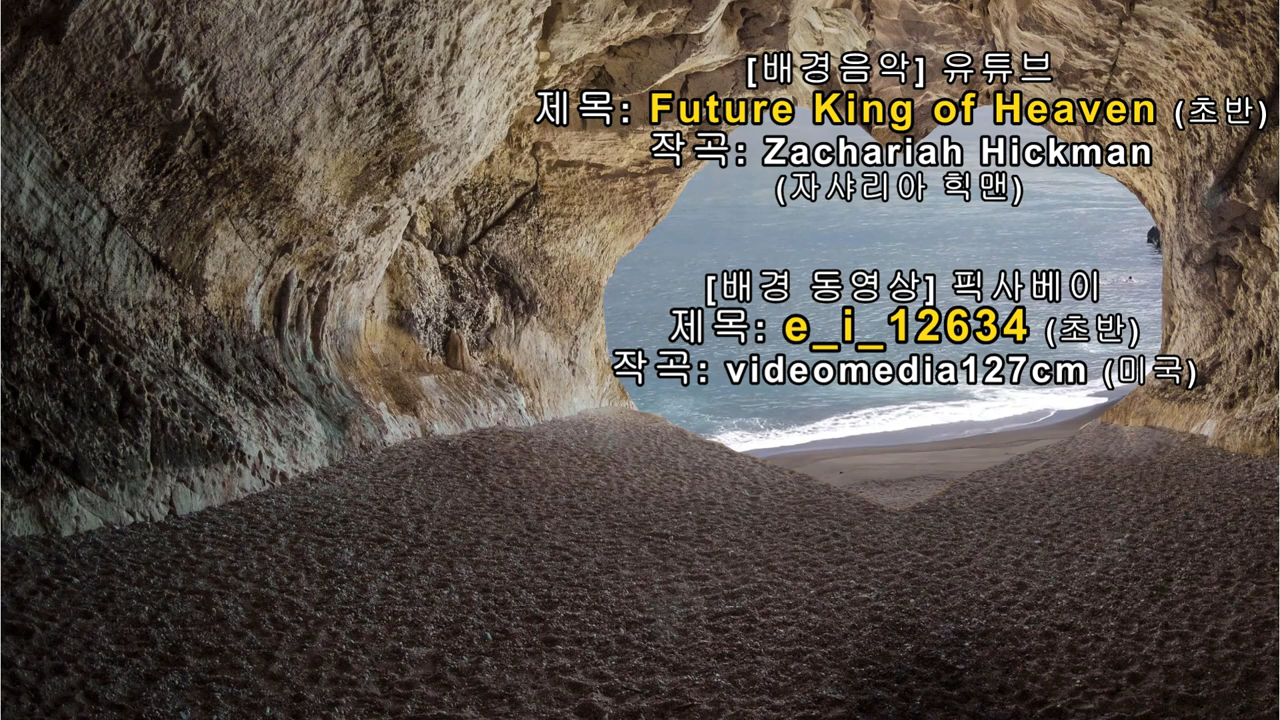 [배경음악] 유튜브
제목: Future King of Heaven (초반)
작곡: Zachariah Hickman
(자샤리아 힉맨)
[배경 동영상] 픽사베이
제목: e_i_12634 (초반)
작곡: videomedia127cm (미국)